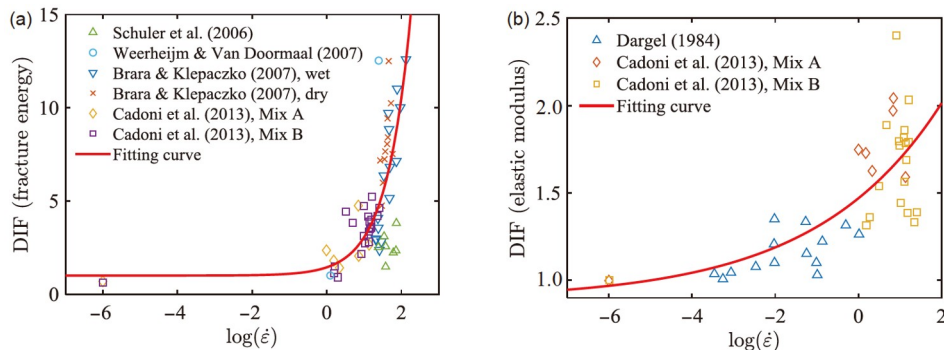 (a)
15
10
5
0
DIF (fracture energy)
Schuler et al. (2006)
Weerheijm & Van Doormaal (2007)
Brara & Klepaczko (2007), wet
Brara & Klepaczko (2007), dry
Cadoni et al. (2013), Mix A
Cadoni et al. (2013), Mix B
Fitting curve
−6 −4 −2 0 2
log(ε̇)
(b)
2.5
2.0
1.5
1.0
DIF (elastic modulus)
Dargel (1984)
Cadoni et al. (2013), Mix A
Cadoni et al. (2013), Mix B
Fitting curve
−6 −4 −2 0 2
log(ε̇)